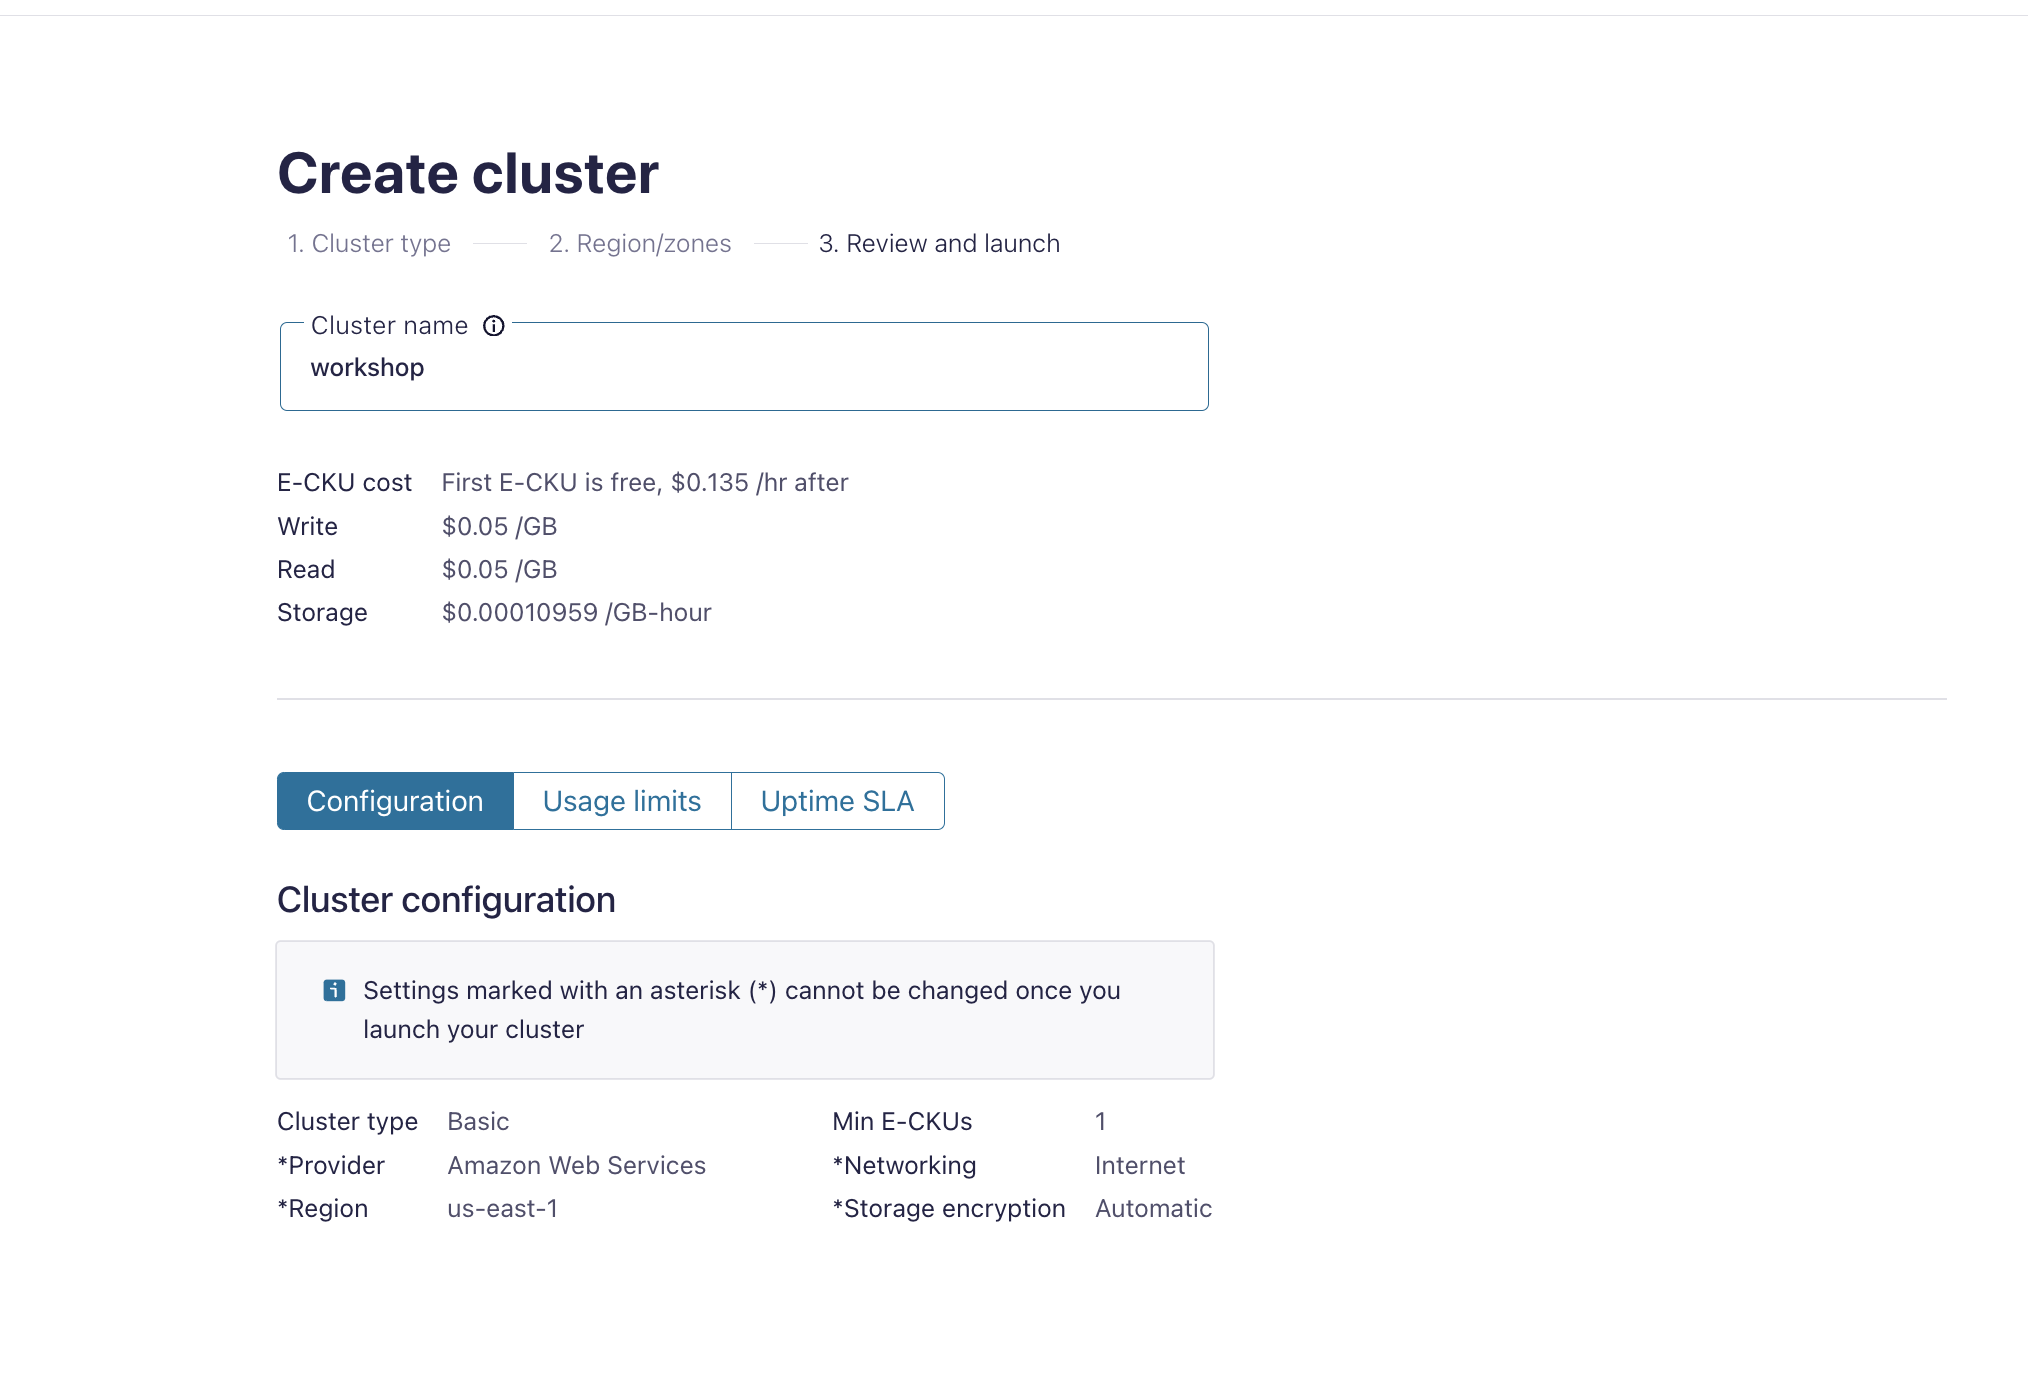 Create cluster
1. Cluster type 2. Region/zones 3. Review and launch
Cluster name
workshop
E-CKU cost First E-CKU is free, $0.135 /hr after
Write $0.05 /GB
Read $0.05 /GB
Storage $0.00010959 /GB-hour
Configuration Usage limits Uptime SLA
Cluster configuration
Settings marked with an asterisk (*) cannot be changed once you
launch your cluster
Cluster type Basic Min E-CKUs 1
*Provider Amazon Web Services *Networking Internet
*Region us-east-1 *Storage encryption Automatic